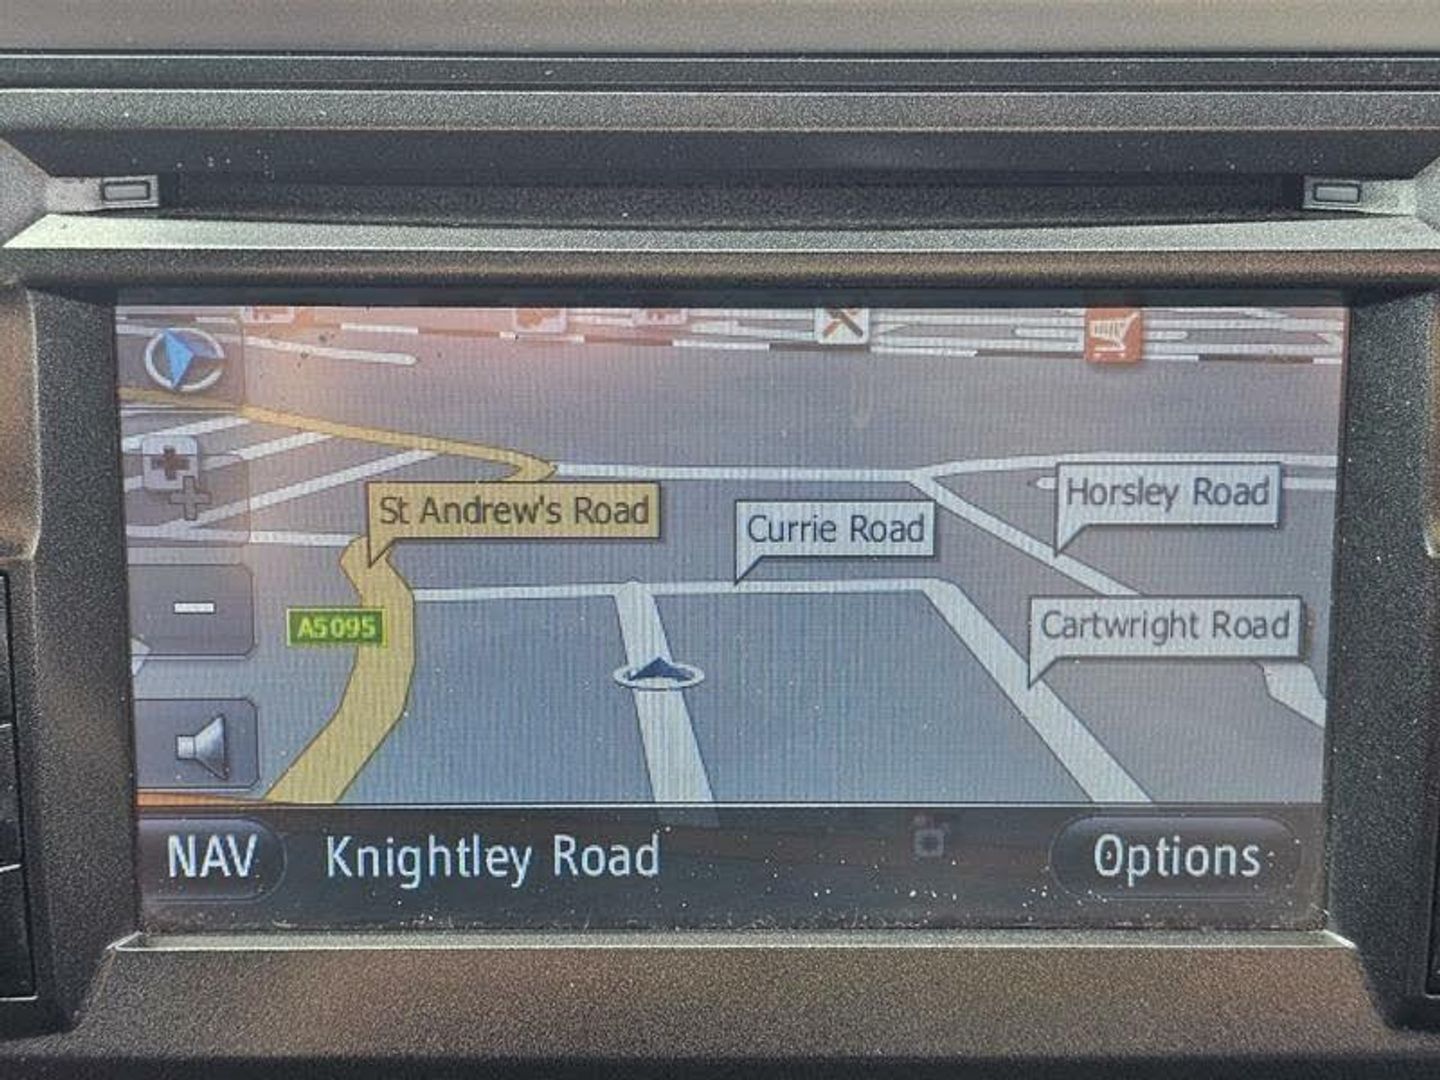 Horsley Road
St Andrew's Road
Currie Road
A5095
Cartwright Road
NAV
Knightley Road
Options